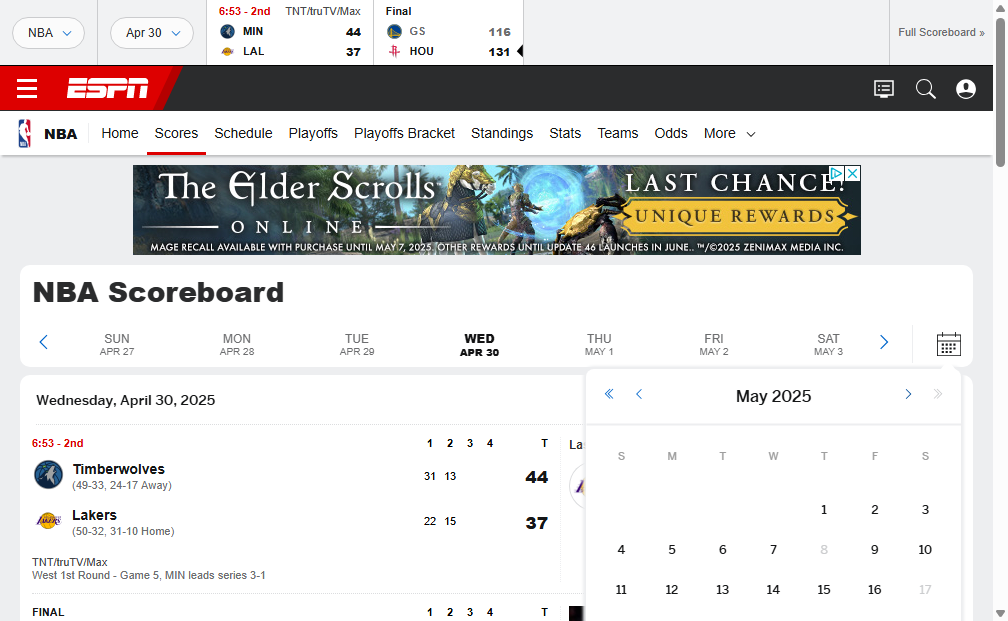 NBA
Apr 30
6:53 - 2nd
TNT/truTV/Max
MIN 44
LAL 37
Final
GS 116
HOU 131
Full Scoreboard »
ESPN
NBA
Home
Scores
Schedule
Playoffs
Playoffs Bracket
Standings
Stats
Teams
Odds
More
The Elder Scrolls
ONLINE
LAST CHANCE!
UNIQUE REWARDS
MAGE RECALL AVAILABLE WITH PURCHASE UNTIL MAY 7, 2025. OTHER REWARDS UNTIL UPDATE 46 LAUNCHES IN JUNE.. ™/©2025 ZENIMAX MEDIA INC.
NBA Scoreboard
SUN
APR 27
MON
APR 28
TUE
APR 29
WED
APR 30
THU
MAY 1
FRI
MAY 2
SAT
MAY 3
Wednesday, April 30, 2025
6:53 - 2nd 1 2 3 4 T
Timberwolves
(49-33, 24-17 Away)
31 13 44
Lakers
(50-32, 31-10 Home)
22 15 37
TNT/truTV/Max
West 1st Round - Game 5, MIN leads series 3-1
FINAL 1 2 3 4 T
La
May 2025
S M T W T F S
1 2 3
4 5 6 7 8 9 10
11 12 13 14 15 16 17